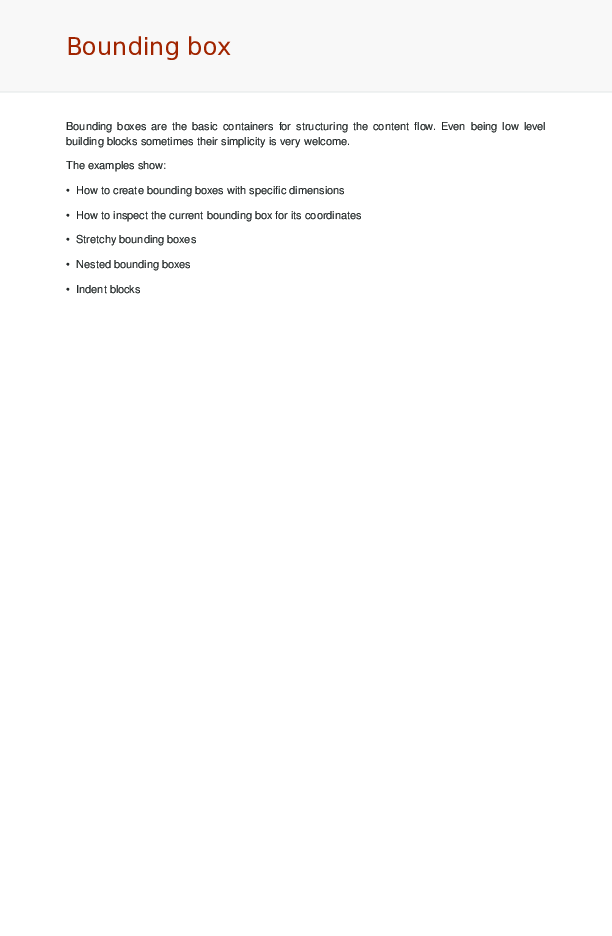 Bounding box
Bounding boxes are the basic containers for structuring the content flow. Even being low level
building blocks sometimes their simplicity is very welcome.
The examples show:
• How to create bounding boxes with specific dimensions
• How to inspect the current bounding box for its coordinates
• Stretchy bounding boxes
• Nested bounding boxes
• Indent blocks